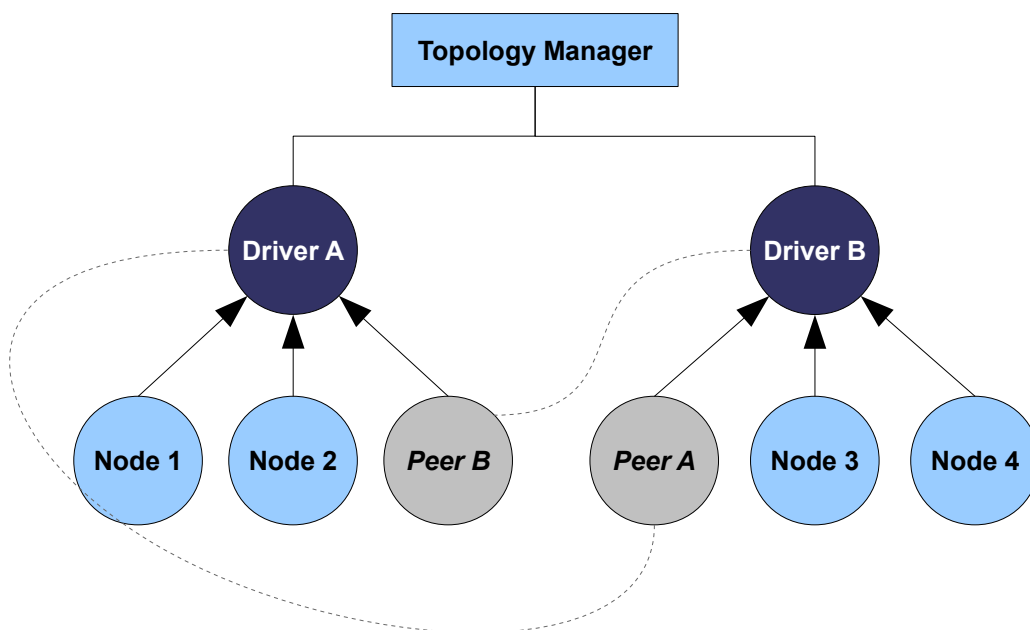 Topology Manager
Driver A
Driver B
Node 1
Node 2
Peer B
Peer A
Node 3
Node 4